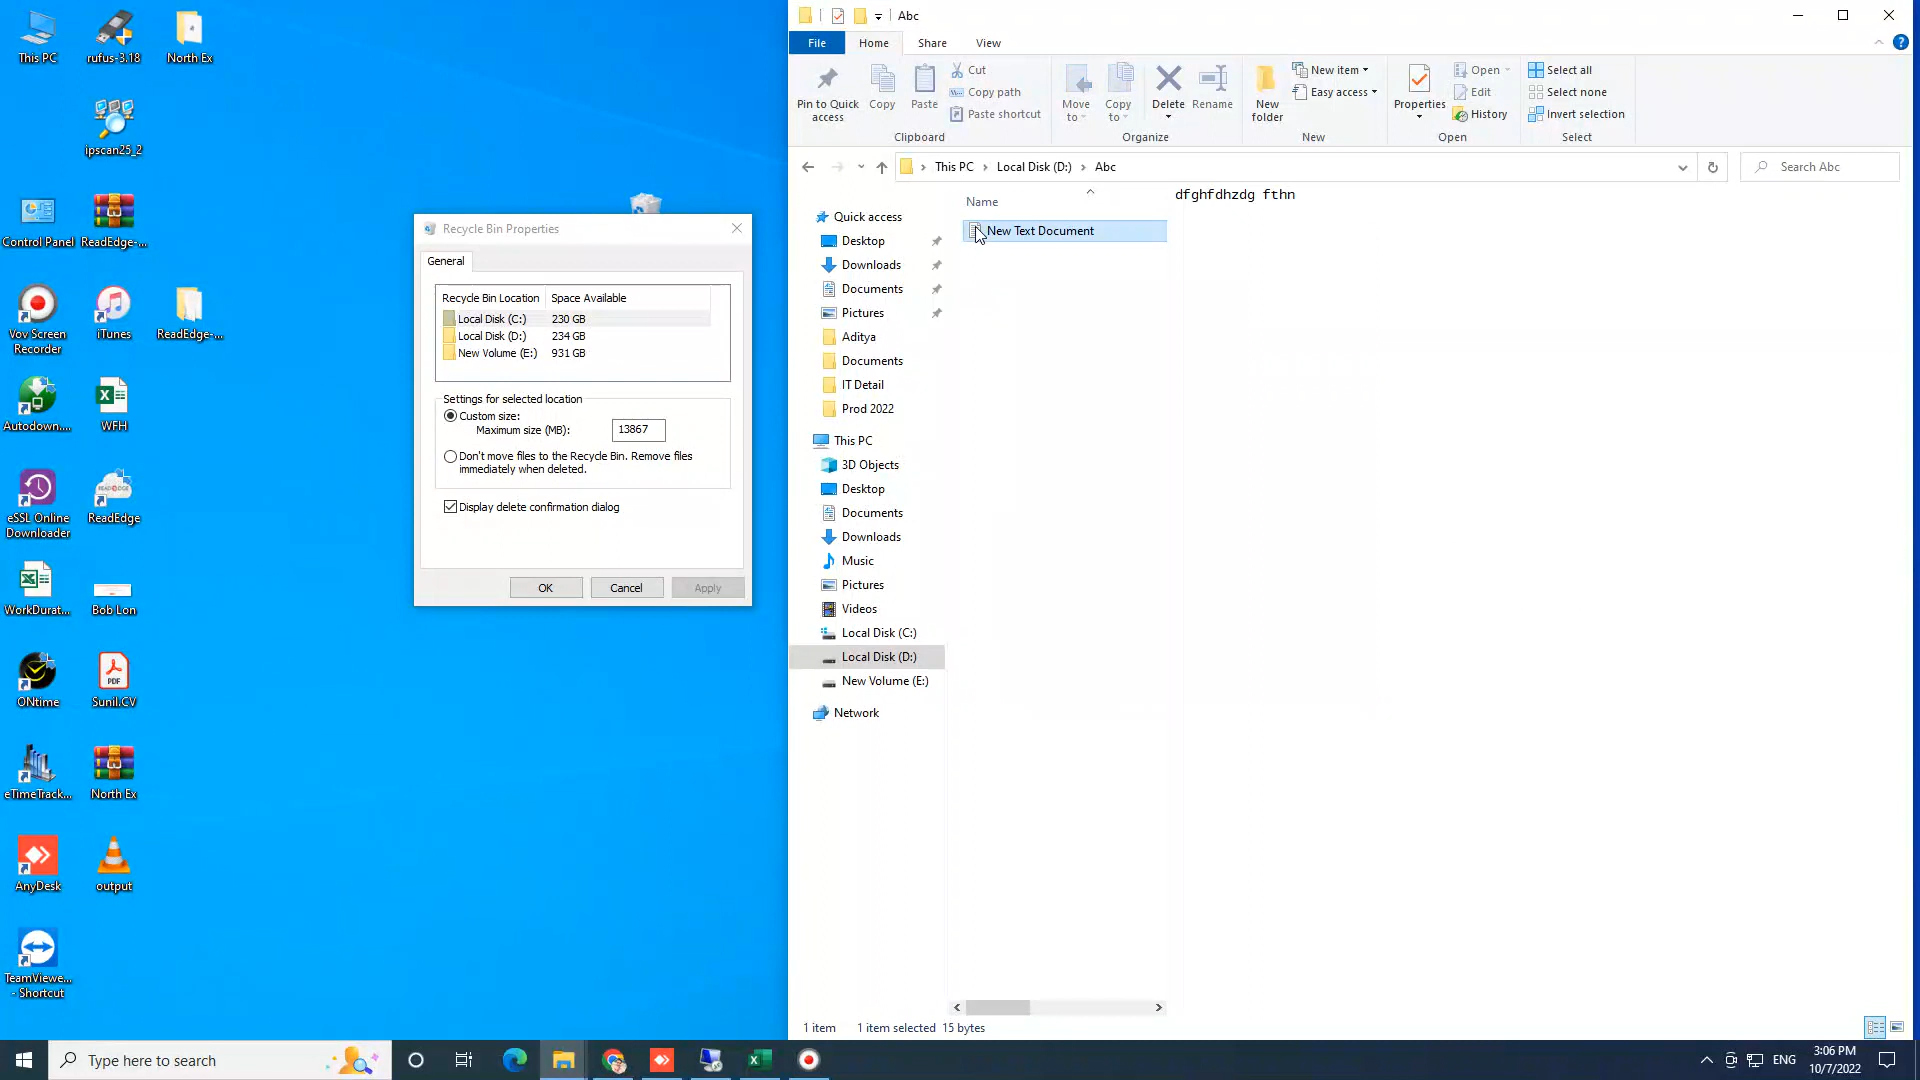 This PC
rufus-3.18
North Ex
ipscan25_2
Control Panel
ReadEdge-...
Vov Screen
Recorder
iTunes
ReadEdge-...
Autodown....
WFH
eSSL Online
Downloader
ReadEdge
WorkDurat...
Bob Lon
ONtime
Sunil.CV
eTimeTrack...
North Ex
AnyDesk
output
TeamViewe...
- Shortcut
Recycle Bin Properties
General
Recycle Bin Location
Space Available
Local Disk (C:)
230 GB
Local Disk (D:)
234 GB
New Volume (E:)
931 GB
Settings for selected location
Custom size:
Maximum size (MB):
13867
Don't move files to the Recycle Bin. Remove files
immediately when deleted.
Display delete confirmation dialog
OK
Cancel
Apply
Abc
File
Home
Share
View
Pin to Quick
access
Copy
Paste
Cut
Copy path
Paste shortcut
Clipboard
Move
to
Copy
to
Delete
Rename
Organize
New
folder
New item
Easy access
New
Properties
Open
Edit
History
Open
Select all
Select none
Invert selection
Select
This PC
Local Disk (D:)
Abc
Search Abc
Name
New Text Document
dfghfdhzdg fthn
Quick access
Desktop
Downloads
Documents
Pictures
Aditya
Documents
IT Detail
Prod 2022
This PC
3D Objects
Desktop
Documents
Downloads
Music
Pictures
Videos
Local Disk (C:)
Local Disk (D:)
New Volume (E:)
Network
1 item
1 item selected 15 bytes
Type here to search
ENG
3:06 PM
10/7/2022